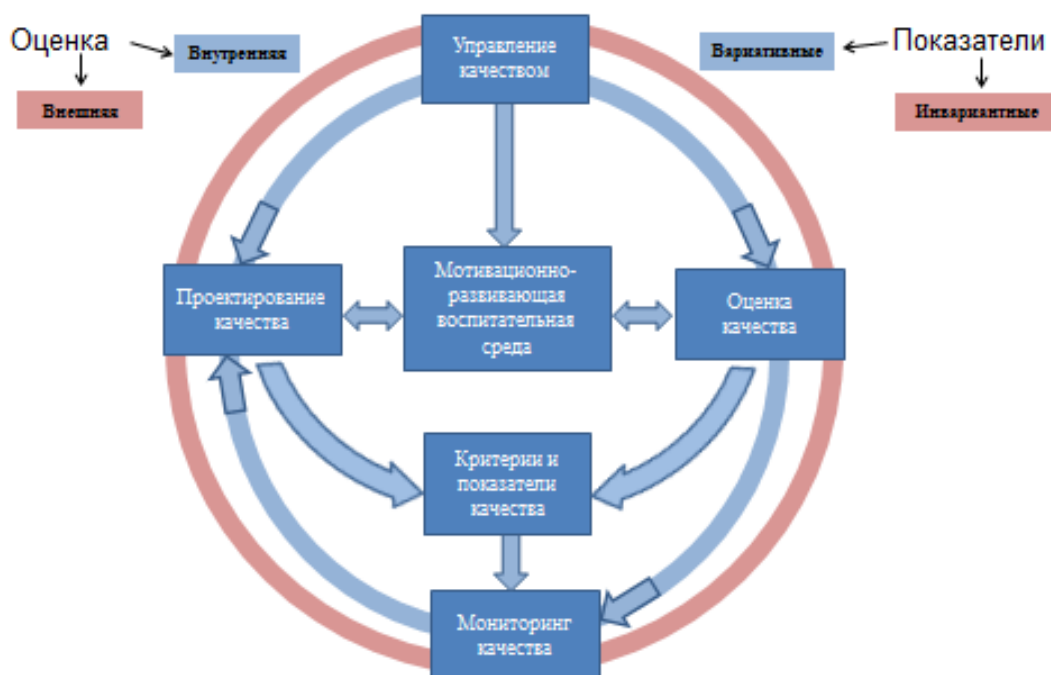 Оценка
Внутренняя
Внешняя
Управление
качеством
Вариативные
Показатели
Инвариантные
Проектирование
качества
Мотивационно-
развивающая
воспитательная
среда
Оценка
качества
Критерии и
показатели
качества
Мониторинг
качества